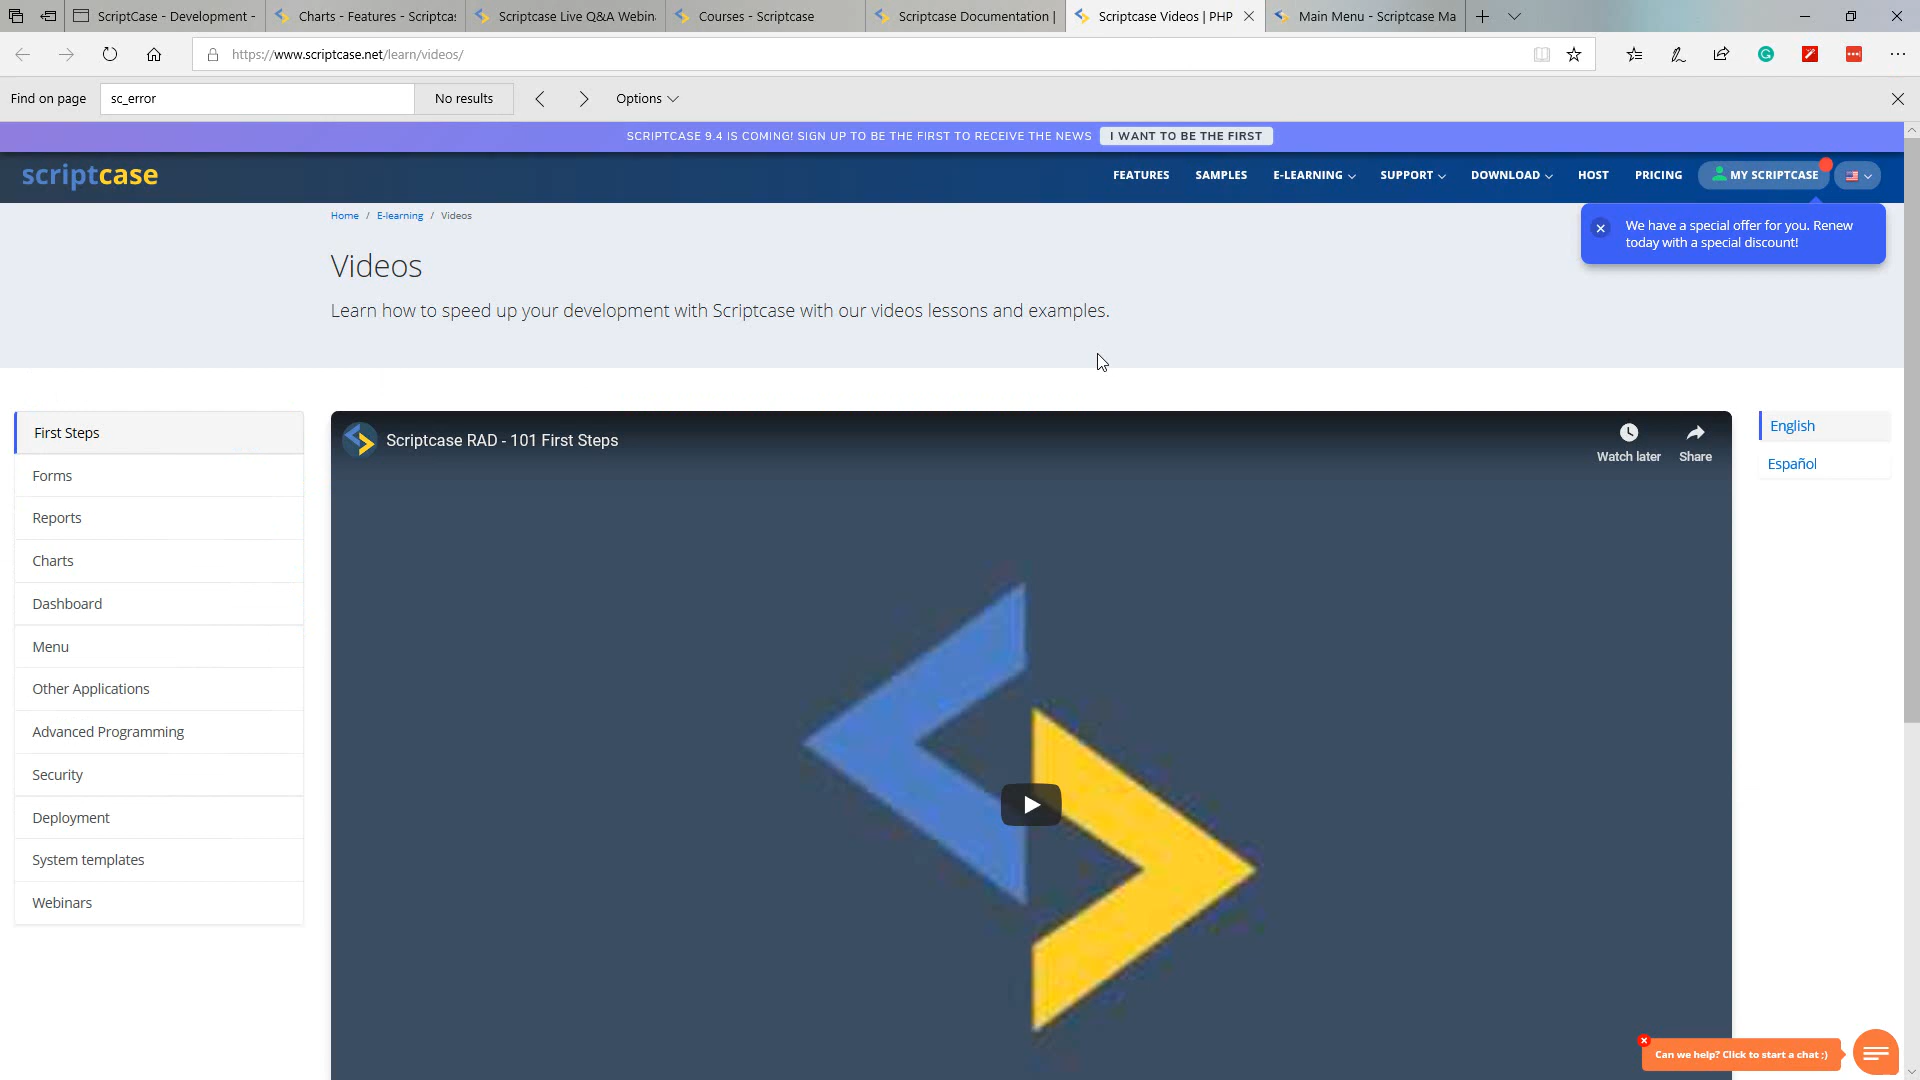 ScriptCase - Development -
Charts - Features - Scriptcas
Scriptcase Live Q&A Webin
Courses - Scriptcase
Scriptcase Documentation |
Scriptcase Videos | PHP
Main Menu - Scriptcase Ma
https://www.scriptcase.net/learn/videos/
Find on page
sc_error
No results
Options
SCRIPTCASE 9.4 IS COMING! SIGN UP TO BE THE FIRST TO RECEIVE THE NEWS
I WANT TO BE THE FIRST
scriptcase
FEATURES
SAMPLES
E-LEARNING
SUPPORT
DOWNLOAD
HOST
PRICING
MY SCRIPTCASE
Home / E-learning / Videos
We have a special offer for you. Renew
today with a special discount!
Videos
Learn how to speed up your development with Scriptcase with our videos lessons and examples.
First Steps
Forms
Reports
Charts
Dashboard
Menu
Other Applications
Advanced Programming
Security
Deployment
System templates
Webinars
Scriptcase RAD - 101 First Steps
Watch later
Share
English
Español
Can we help? Click to start a chat ;)